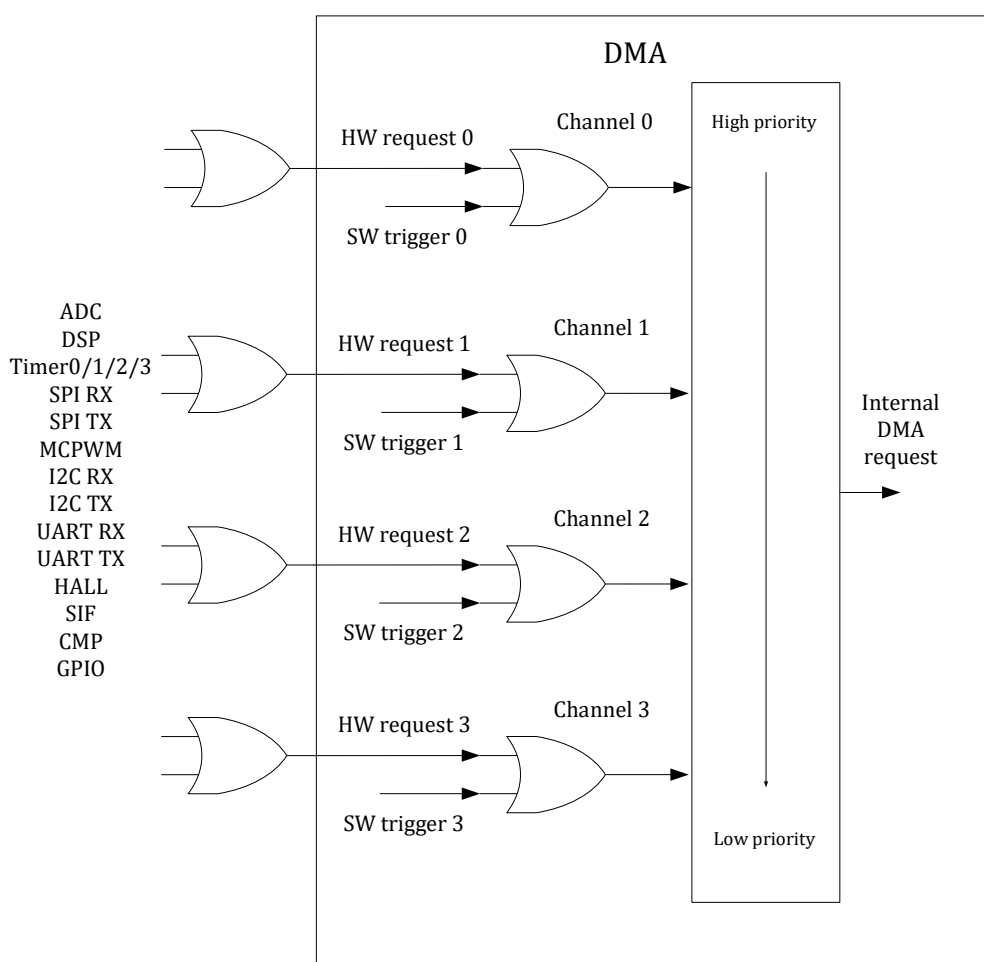 DMA
HW request 0
Channel 0
High priority
SW trigger 0
ADC
DSP
Timer0/1/2/3
SPI RX
SPI TX
MCPWM
I2C RX
I2C TX
UART RX
UART TX
HALL
SIF
CMP
GPIO
HW request 1
Channel 1
SW trigger 1
Internal
DMA
request
HW request 2
Channel 2
SW trigger 2
HW request 3
Channel 3
SW trigger 3
Low priority